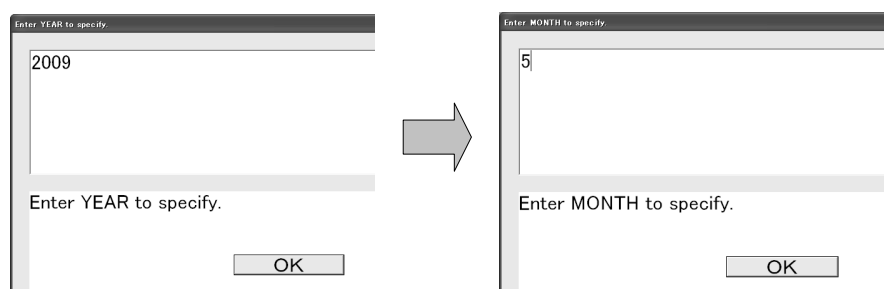 Enter YEAR to specify.
2009
Enter YEAR to specify.
OK
Enter MONTH to specify.
5
Enter MONTH to specify.
OK